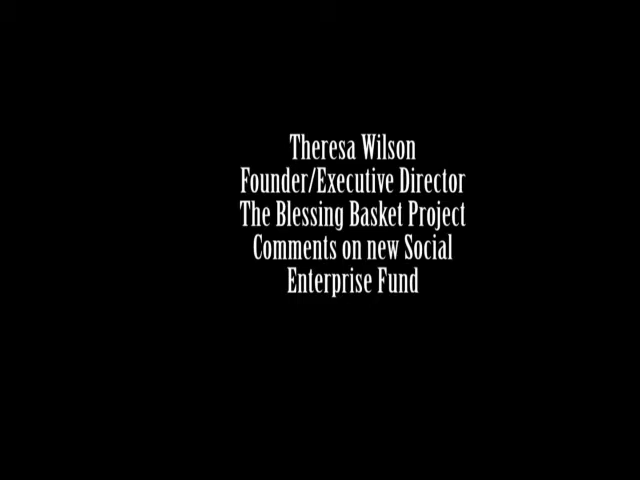 Theresa Wilson
Founder/Executive Director
The Blessing Basket Project
Comments on new Social
Enterprise Fund